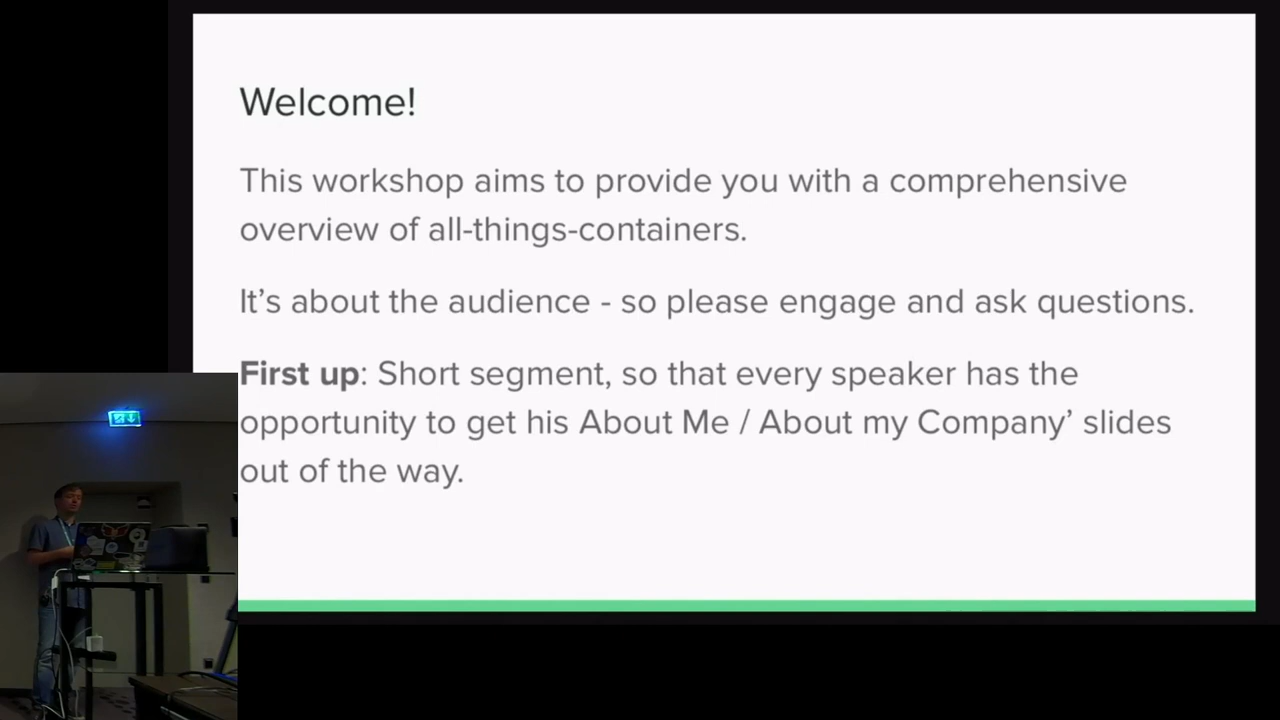 Welcome!
This workshop aims to provide you with a comprehensive
overview of all-things-containers.
It’s about the audience - so please engage and ask questions.
First up: Short segment, so that every speaker has the
opportunity to get his About Me / About my Company’ slides
out of the way.